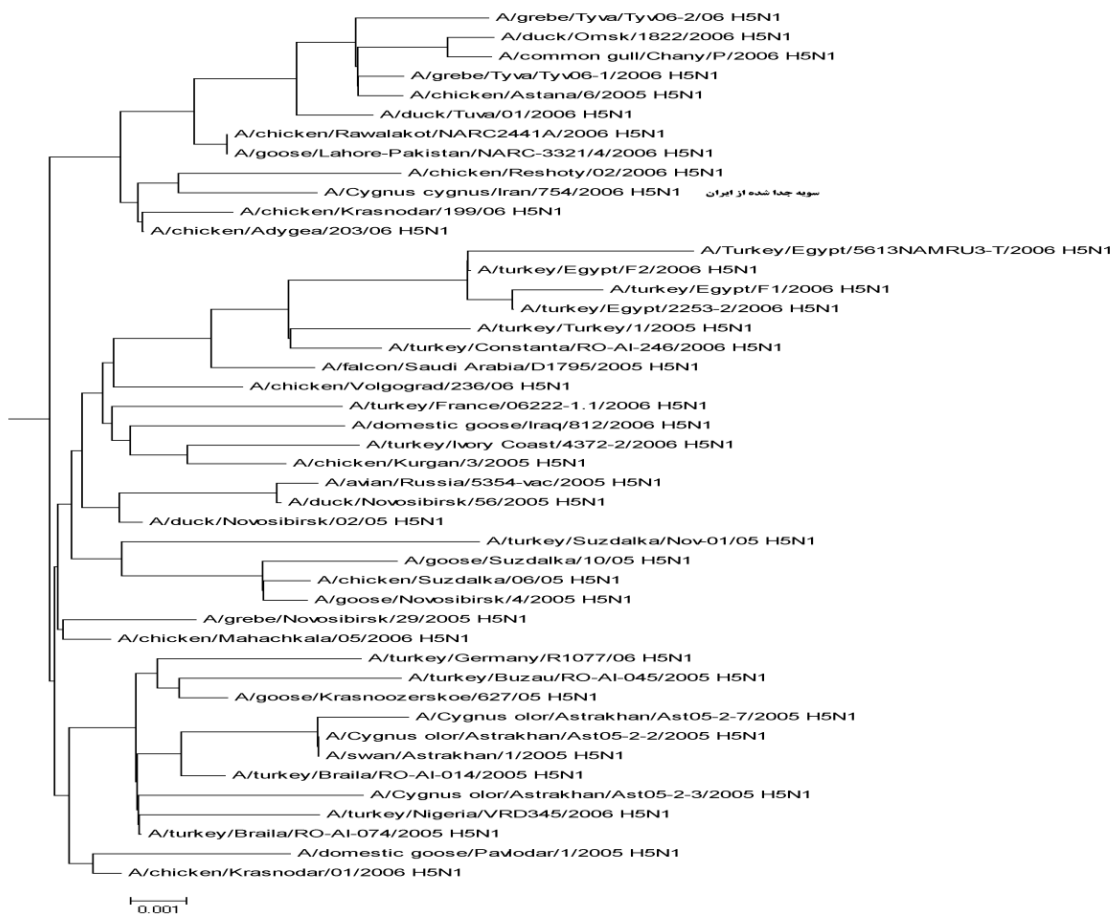 A/grebe/Tyva/Tyv06-2/06 H5N1
A/duck/Omsk/1822/2006 H5N1
A/common gull/Chany/P/2006 H5N1
A/grebe/Tyva/Tyv06-1/2006 H5N1
A/chicken/Astana/6/2005 H5N1
A/duck/Tuva/01/2006 H5N1
A/chicken/Rawalakot/NARC2441A/2006 H5N1
A/goose/Lahore-Pakistan/NARC-3321/4/2006 H5N1
A/chicken/Reshoty/02/2006 H5N1
A/Cygnus cygnus/Iran/754/2006 H5N1 سویه جدا شده از ایران
A/chicken/Krasnodar/199/06 H5N1
A/chicken/Adygea/203/06 H5N1
A/Turkey/Egypt/5613NAMRU3-T/2006 H5N1
A/turkey/Egypt/F2/2006 H5N1
A/turkey/Egypt/F1/2006 H5N1
A/turkey/Egypt/2253-2/2006 H5N1
A/turkey/Turkey/1/2005 H5N1
A/turkey/Constanta/RO-AI-246/2006 H5N1
A/falcon/Saudi Arabia/D1795/2005 H5N1
A/chicken/Volgograd/236/06 H5N1
A/turkey/France/06222-1.1/2006 H5N1
A/domestic goose/Iraq/812/2006 H5N1
A/turkey/Ivory Coast/4372-2/2006 H5N1
A/chicken/Kurgan/3/2005 H5N1
A/avian/Russia/5354-vac/2005 H5N1
A/duck/Novosibirsk/56/2005 H5N1
A/duck/Novosibirsk/02/05 H5N1
A/turkey/Suzdalka/Nov-01/05 H5N1
A/goose/Suzdalka/10/05 H5N1
A/chicken/Suzdalka/06/05 H5N1
A/goose/Novosibirsk/4/2005 H5N1
A/grebe/Novosibirsk/29/2005 H5N1
A/chicken/Mahachkala/05/2006 H5N1
A/turkey/Germany/R1077/06 H5N1
A/turkey/Buzau/RO-AI-045/2005 H5N1
A/goose/Krasnoozerskoe/627/05 H5N1
A/Cygnus olor/Astrakhan/Ast05-2-7/2005 H5N1
A/Cygnus olor/Astrakhan/Ast05-2-2/2005 H5N1
A/swan/Astrakhan/1/2005 H5N1
A/turkey/Braila/RO-AI-014/2005 H5N1
A/Cygnus olor/Astrakhan/Ast05-2-3/2005 H5N1
A/turkey/Nigeria/VRD345/2006 H5N1
A/turkey/Braila/RO-AI-074/2005 H5N1
A/domestic goose/Pavlodar/1/2005 H5N1
A/chicken/Krasnodar/01/2006 H5N1
0.001